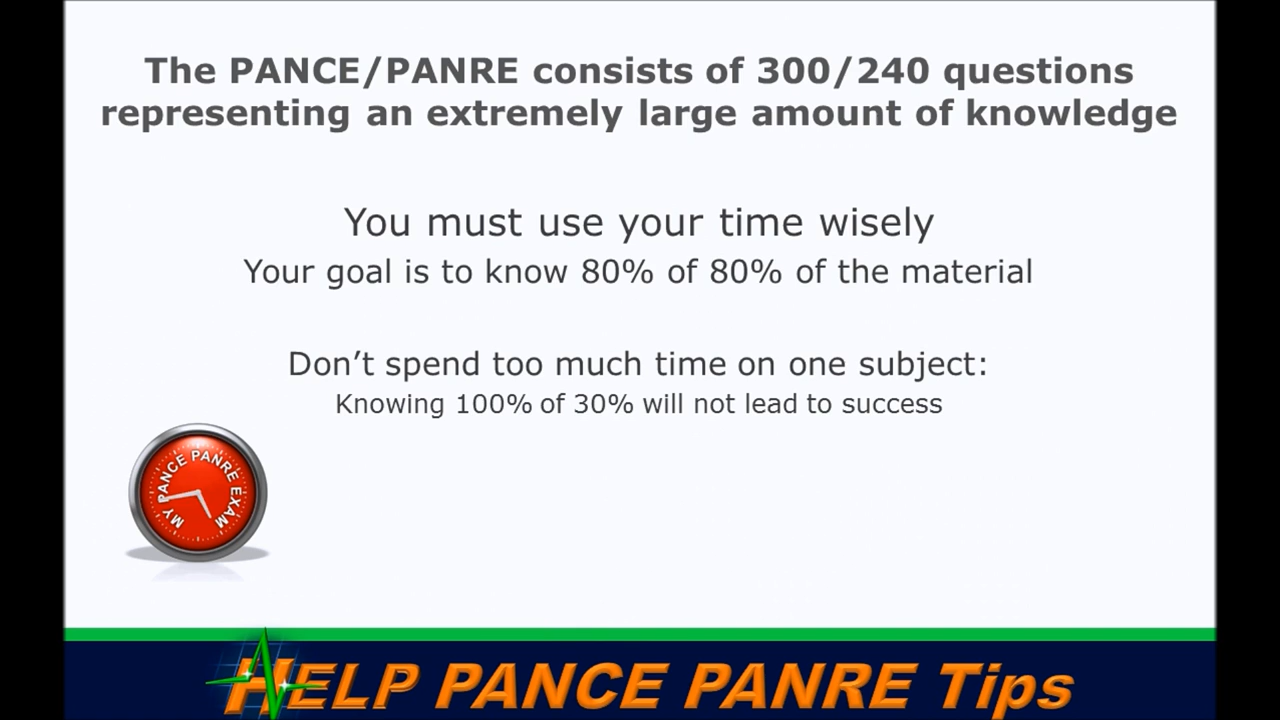 The PANCE/PANRE consists of 300/240 questions
representing an extremely large amount of knowledge
You must use your time wisely
Your goal is to know 80% of 80% of the material
Don’t spend too much time on one subject:
Knowing 100% of 30% will not lead to success
MY PANCE PANRE EXAM
HELP PANCE PANRE Tips